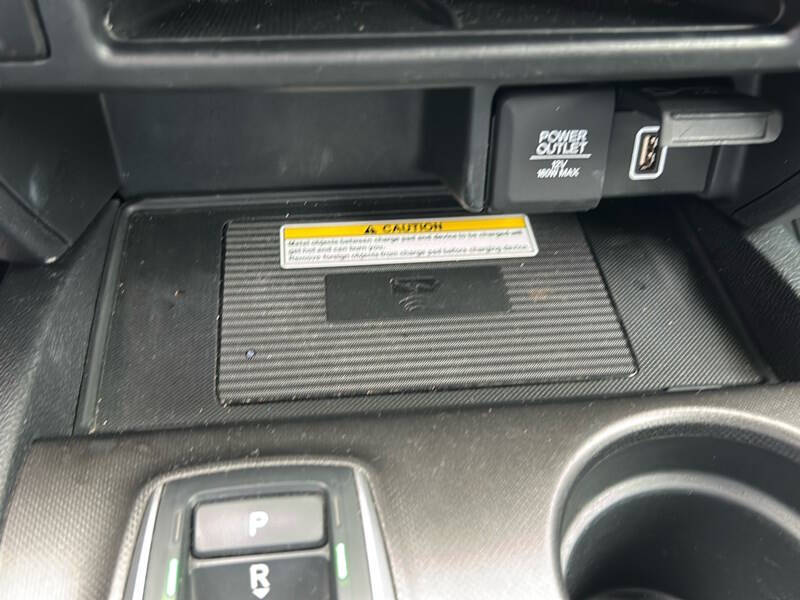 POWER
OUTLET
12V
180W MAX
CAUTION
Metal objects between charge pad and device to be charged will
get hot and can burn you.
Remove foreign objects from charge pad before charging device.
P
R